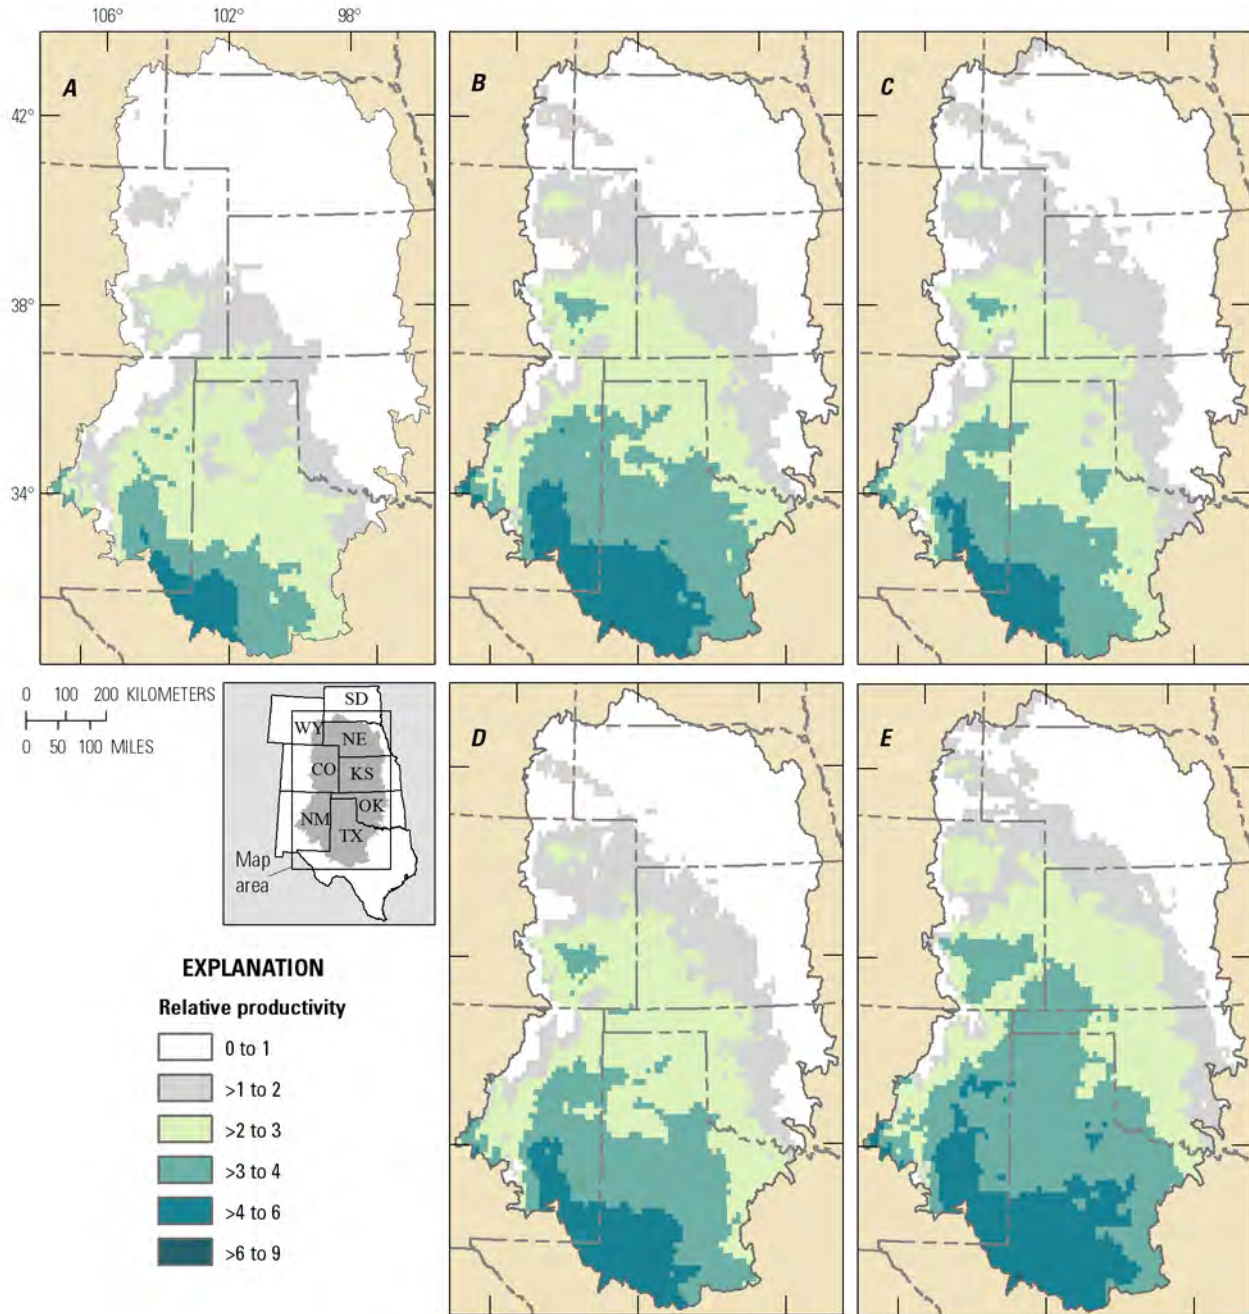 106° 102° 98°
A
B
C
42°
38°
34°
0 100 200 KILOMETERS
0 50 100 MILES
SD
WY
NE
CO
KS
NM
OK
TX
Map
area
D
E
EXPLANATION
Relative productivity
0 to 1
>1 to 2
>2 to 3
>3 to 4
>4 to 6
>6 to 9